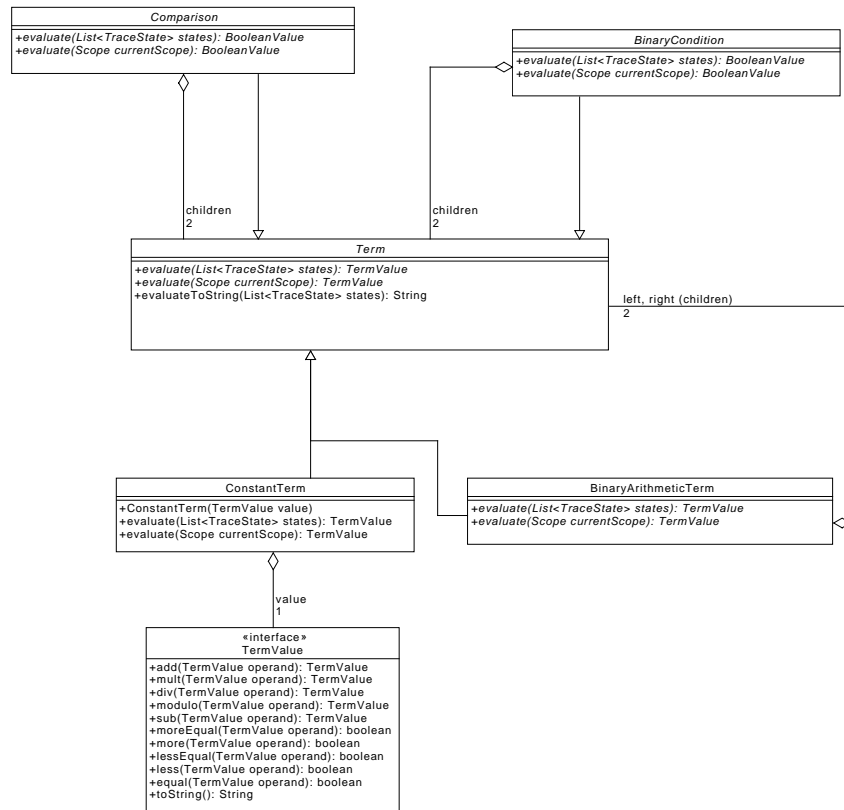 Comparison
+evaluate(List<TraceState> states): BooleanValue
+evaluate(Scope currentScope): BooleanValue
BinaryCondition
+evaluate(List<TraceState> states): BooleanValue
+evaluate(Scope currentScope): BooleanValue
children
2
children
2
Term
+evaluate(List<TraceState> states): TermValue
+evaluate(Scope currentScope): TermValue
+evaluateToString(List<TraceState> states): String
left, right (children)
2
ConstantTerm
+ConstantTerm(TermValue value)
+evaluate(List<TraceState> states): TermValue
+evaluate(Scope currentScope): TermValue
BinaryArithmeticTerm
+evaluate(List<TraceState> states): TermValue
+evaluate(Scope currentScope): TermValue
value
1
«interface»
TermValue
+add(TermValue operand): TermValue
+mult(TermValue operand): TermValue
+div(TermValue operand): TermValue
+modulo(TermValue operand): TermValue
+sub(TermValue operand): TermValue
+moreEqual(TermValue operand): boolean
+more(TermValue operand): boolean
+lessEqual(TermValue operand): boolean
+less(TermValue operand): boolean
+equal(TermValue operand): boolean
+toString(): String